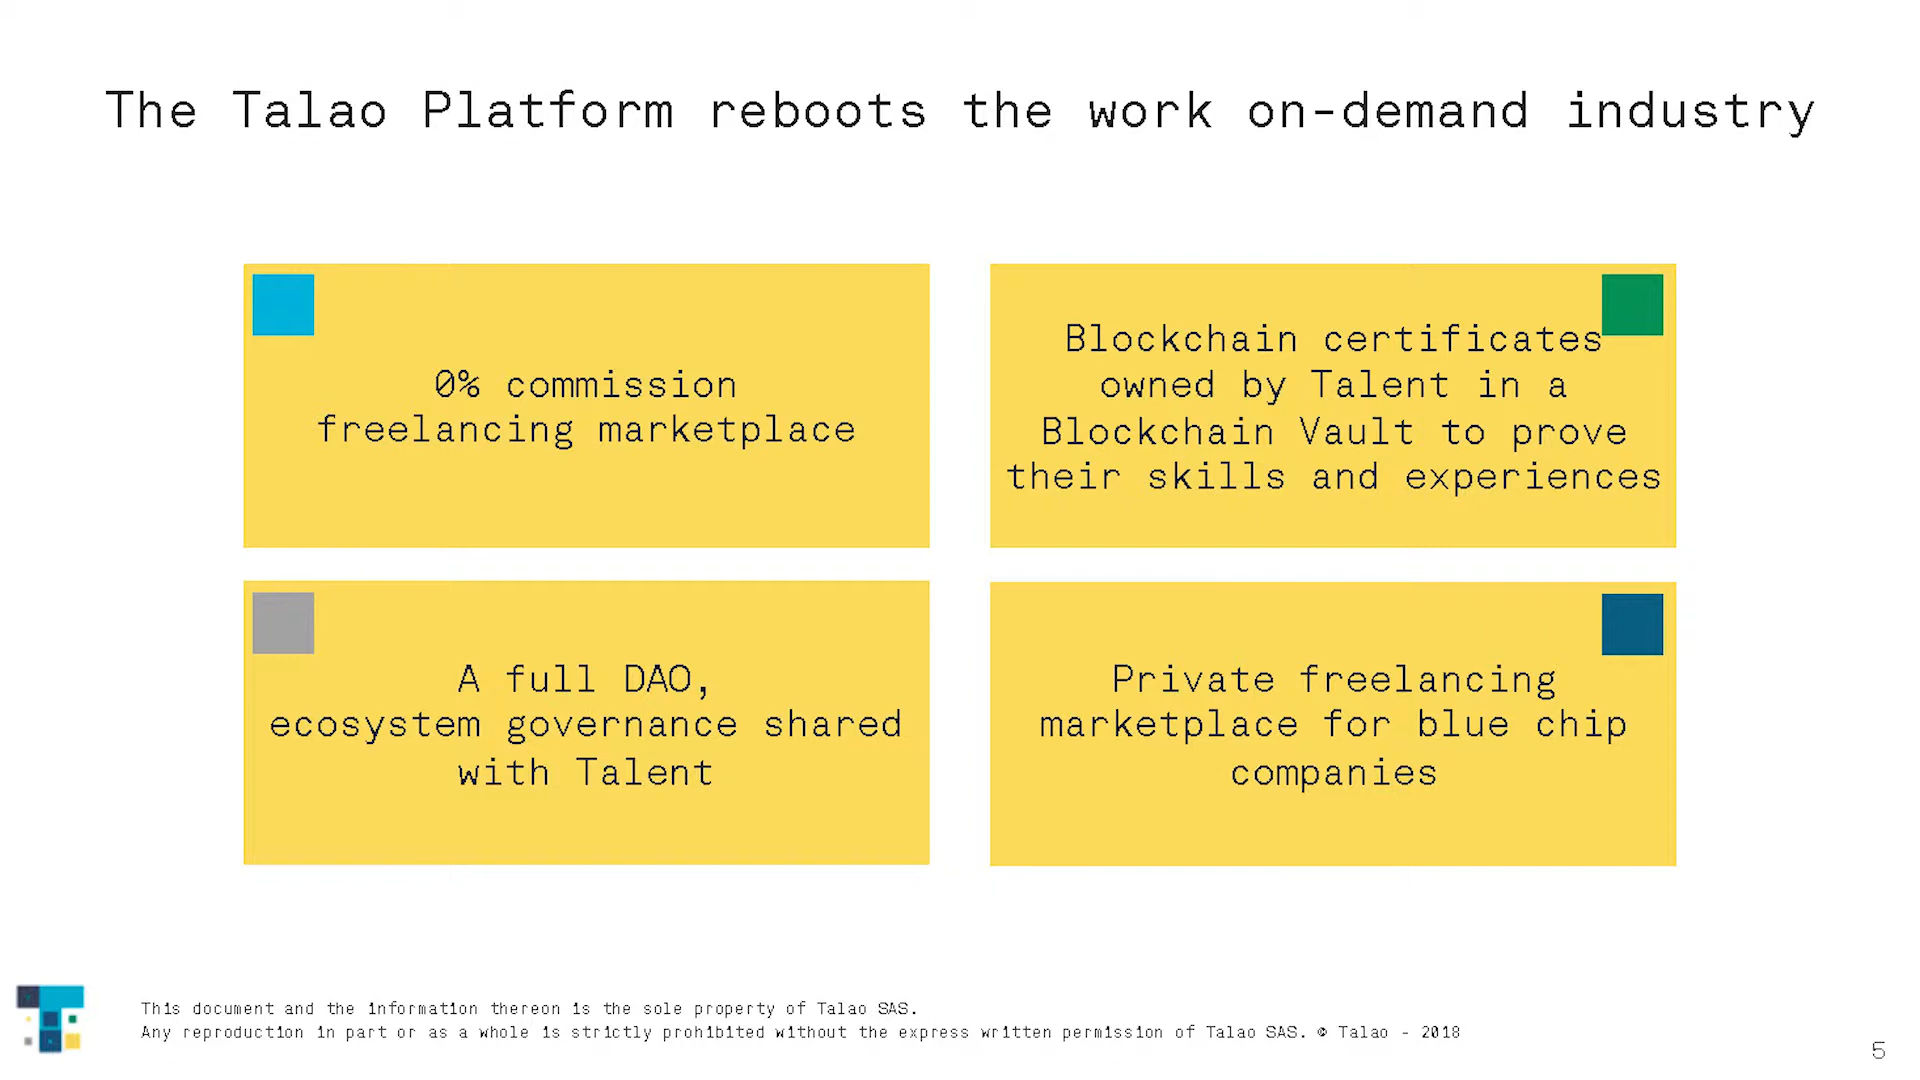 The Talao Platform reboots the work on-demand industry
0% commission
freelancing marketplace
Blockchain certificates
owned by Talent in a
Blockchain Vault to prove
their skills and experiences
A full DAO,
ecosystem governance shared
with Talent
Private freelancing
marketplace for blue chip
companies
This document and the information thereon is the sole property of Talao SAS.
Any reproduction in part or as a whole is strictly prohibited without the express written permission of Talao SAS. © Talao - 2018
5